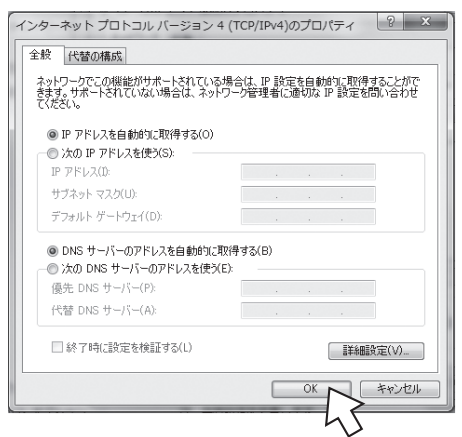 インターネット プロトコル バージョン 4 (TCP/IPv4)のプロパティ
? X
全般 代替の構成
ネットワークでこの機能がサポートされている場合は、IP 設定を自動的に取得することがで
きます。サポートされていない場合は、ネットワーク管理者に適切な IP 設定を問い合わせ
てください。
IP アドレスを自動的に取得する(O)
次の IP アドレスを使う(S):
IP アドレス(I):
サブネット マスク(U):
デフォルト ゲートウェイ(D):
DNS サーバーのアドレスを自動的に取得する(B)
次の DNS サーバーのアドレスを使う(E):
優先 DNS サーバー(P):
代替 DNS サーバー(A):
終了時に設定を検証する(L)
詳細設定(V)...
OK キャンセル